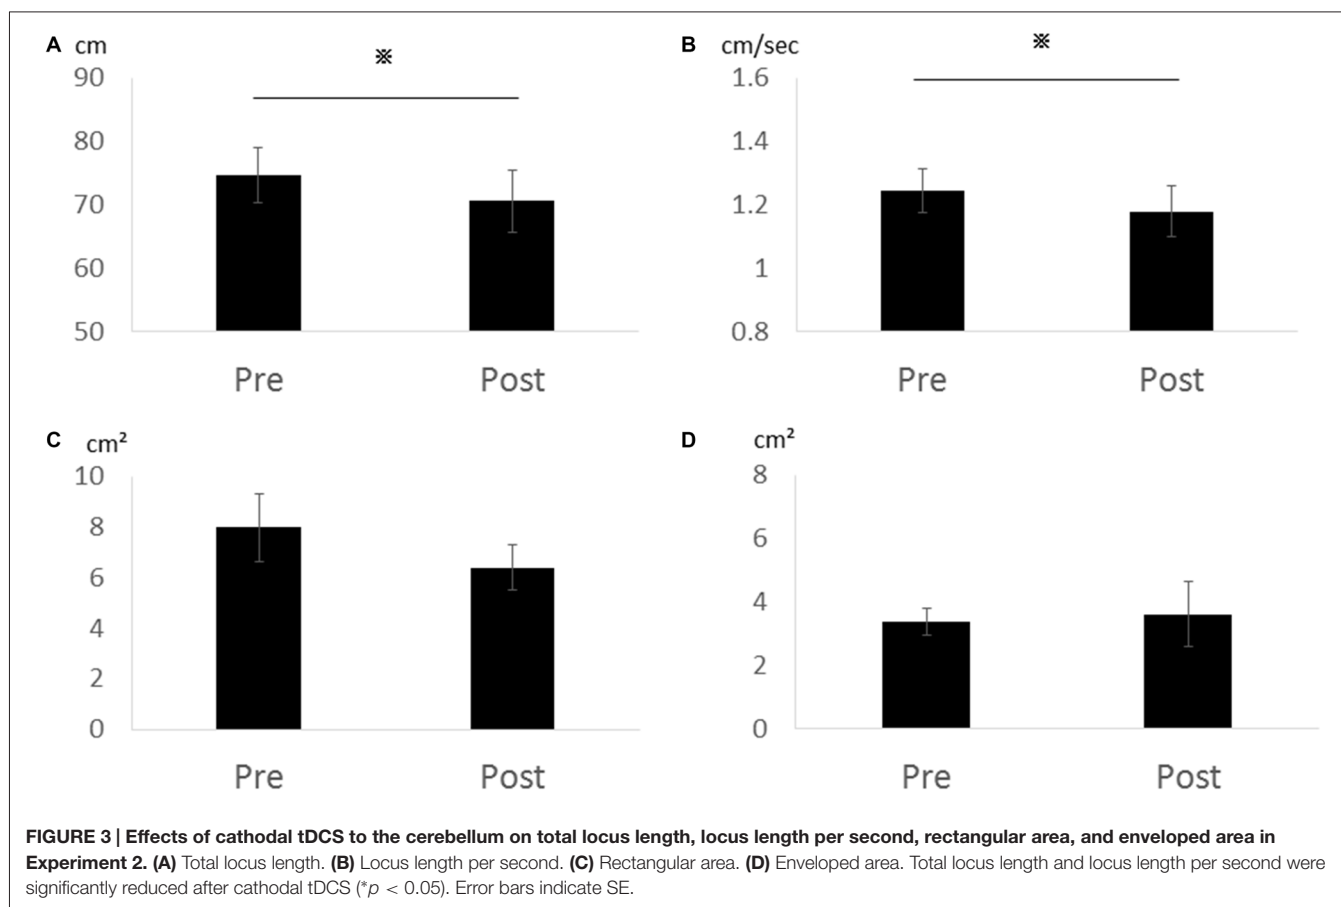 A cm
※
90
80
70
60
50
Pre Post
B cm/sec
※
1.6
1.4
1.2
1
0.8
Pre Post
C cm²
10
8
6
4
2
0
Pre Post
D cm²
8
6
4
2
0
Pre Post
FIGURE 3 | Effects of cathodal tDCS to the cerebellum on total locus length, locus length per second, rectangular area, and enveloped area in
Experiment 2. (A) Total locus length. (B) Locus length per second. (C) Rectangular area. (D) Enveloped area. Total locus length and locus length per second were
significantly reduced after cathodal tDCS (*p < 0.05). Error bars indicate SE.